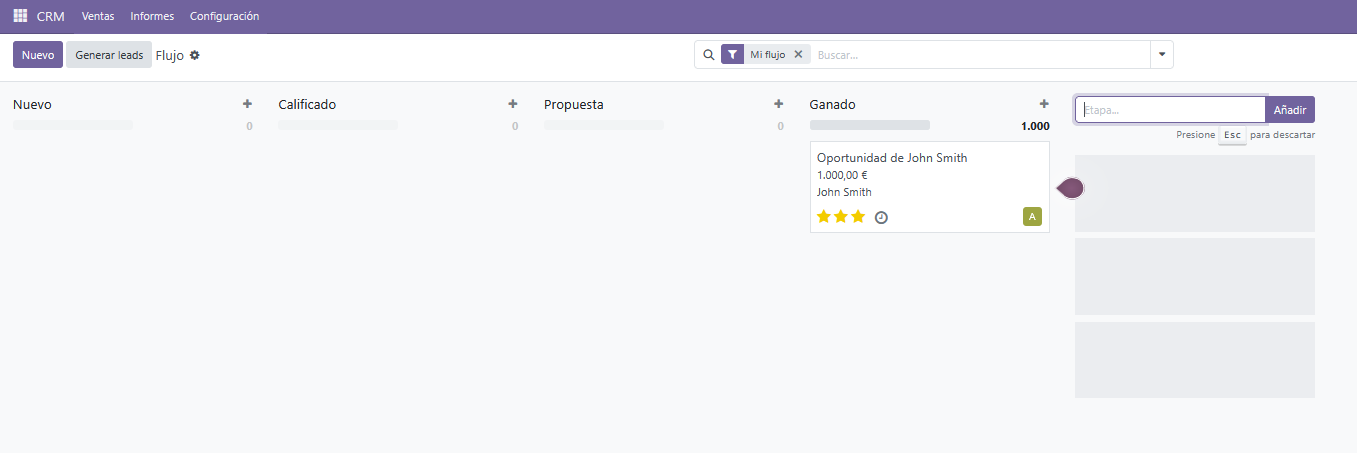 CRM Ventas Informes Configuración
Nuevo Generar leads Flujo Mi flujo Buscar...
Nuevo Calificado Propuesta Ganado Etapa... Añadir
0 0 0 1.000
Presione Esc para descartar
Oportunidad de John Smith
1.000,00 €
John Smith
A